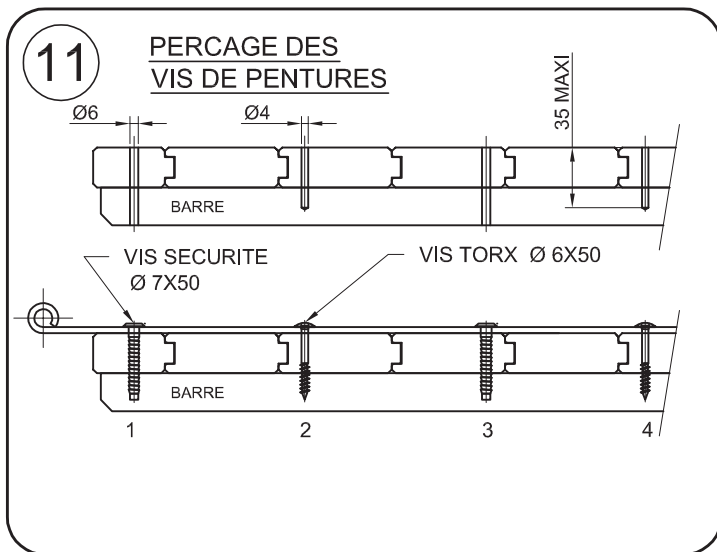 11
PERCAGE DES
VIS DE PENTURES
Ø6
Ø4
35 MAXI
BARRE
VIS SECURITE
Ø 7X50
VIS TORX Ø 6X50
BARRE
1 2 3 4